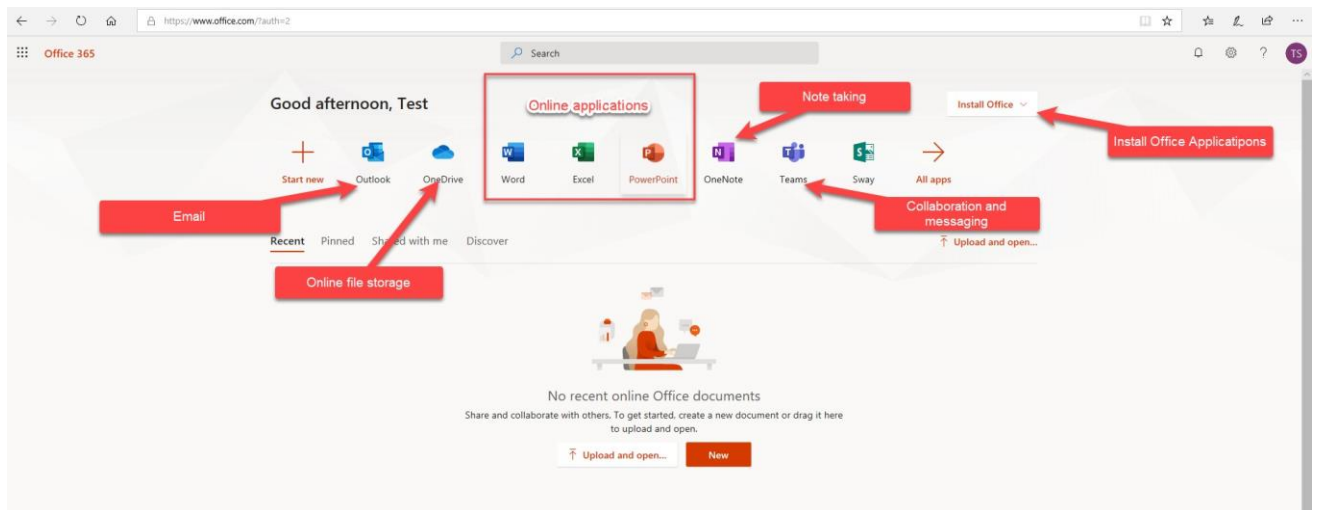 https://www.office.com/?auth=2
Office 365
Search
?
TS
Good afternoon, Test
Online applications
Note taking
Install Office
Install Office Applicatipons
Start new
Outlook
OneDrive
Word
Excel
PowerPoint
OneNote
Teams
Sway
All apps
Email
Collaboration and
messaging
Recent Pinned Shared with me Discover
Upload and open...
Online file storage
No recent online Office documents
Share and collaborate with others. To get started, create a new document or drag it here
to upload and open.
Upload and open...
New